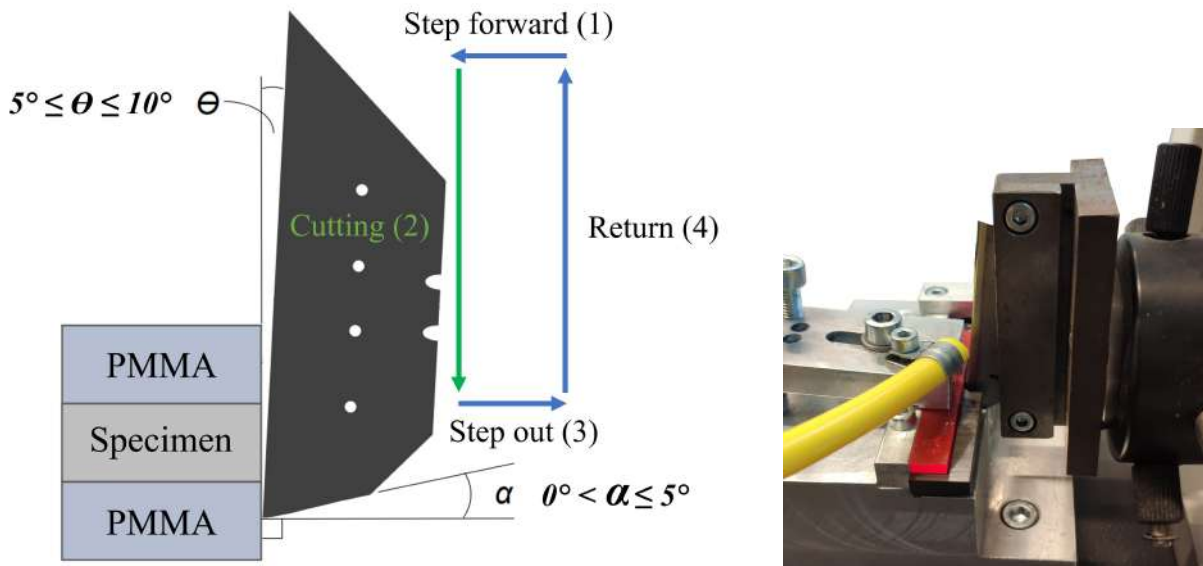 Step forward (1)
5° ≤ Θ ≤ 10° Θ
Cutting (2)
Return (4)
PMMA
Specimen
PMMA
Step out (3)
α 0° < α ≤ 5°